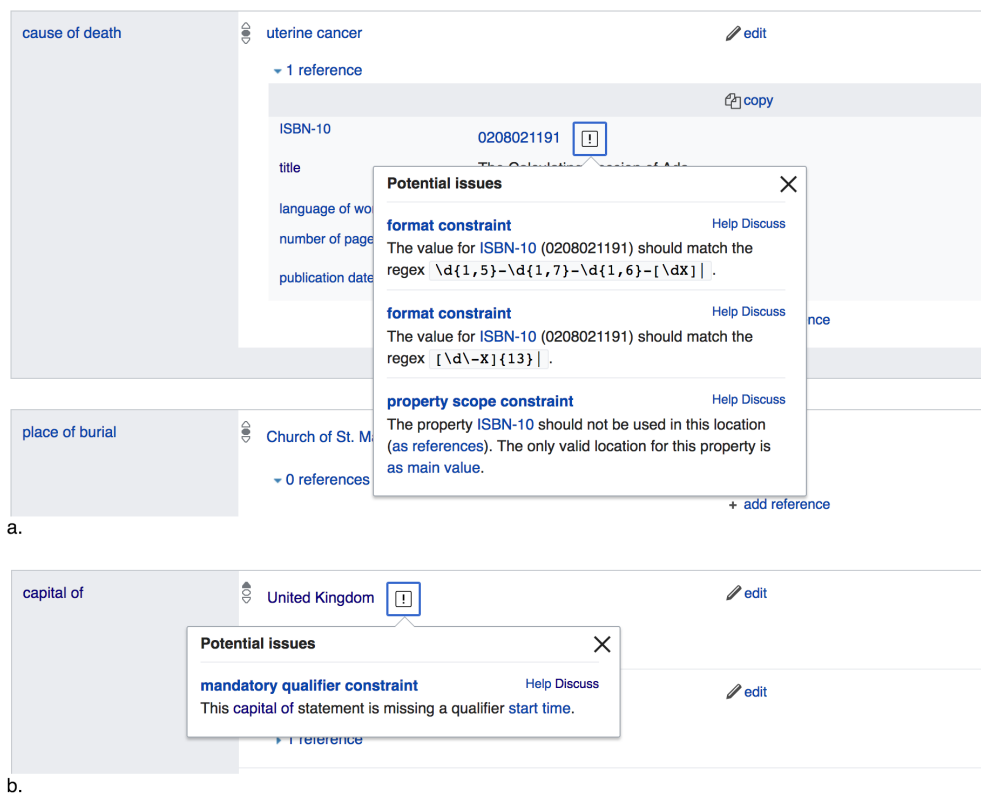 cause of death
uterine cancer
edit
1 reference
copy
ISBN-10
0208021191
title
language of
number of page
publication date
Potential issues
format constraint
Help Discuss
The value for ISBN-10 (0208021191) should match the
regex \d{1,5}-\d{1,7}-\d{1,6}-[\dX]| .
format constraint
Help Discuss
The value for ISBN-10 (0208021191) should match the
regex [\d\-X]{13}| .
property scope constraint
Help Discuss
The property ISBN-10 should not be used in this location
(as references). The only valid location for this property is
as main value.
nce
place of burial
Church of St. M
0 references
+ add reference
a.
capital of
United Kingdom
edit
Potential issues
mandatory qualifier constraint
Help Discuss
This capital of statement is missing a qualifier start time.
edit
1 reference
b.